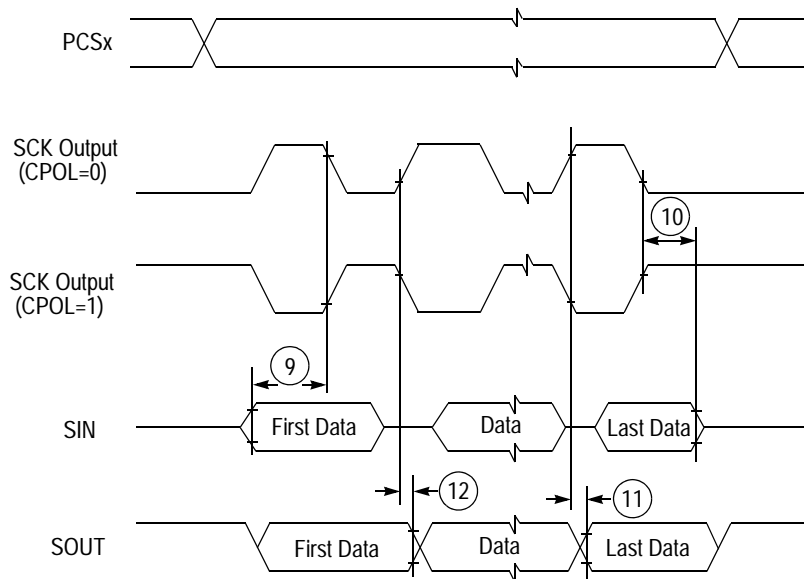 PCSx
SCK Output
(CPOL=0)
10
SCK Output
(CPOL=1)
9
SIN
First Data
Data
Last Data
12
11
SOUT
First Data
Data
Last Data